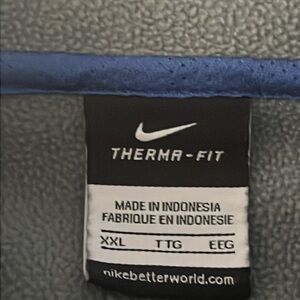 THERMA-FIT
MADE IN INDONESIA
FABRIQUE EN INDONESIE
XXL TTG EEG
nikebetterworld.com